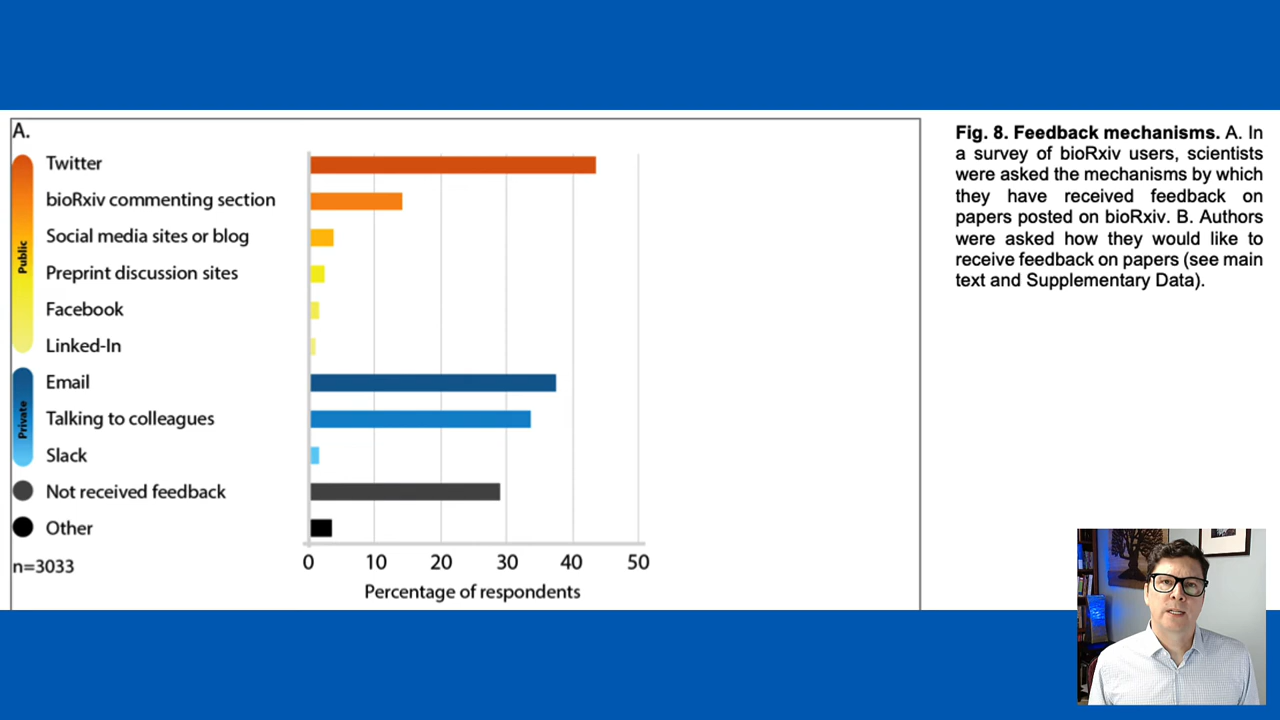 A.
Public
Twitter
bioRxiv commenting section
Social media sites or blog
Preprint discussion sites
Facebook
Linked-In
Private
Email
Talking to colleagues
Slack
Not received feedback
Other
n=3033
0 10 20 30 40 50
Percentage of respondents
Fig. 8. Feedback mechanisms. A. In
a survey of bioRxiv users, scientists
were asked the mechanisms by which
they have received feedback on
papers posted on bioRxiv. B. Authors
were asked how they would like to
receive feedback on papers (see main
text and Supplementary Data).